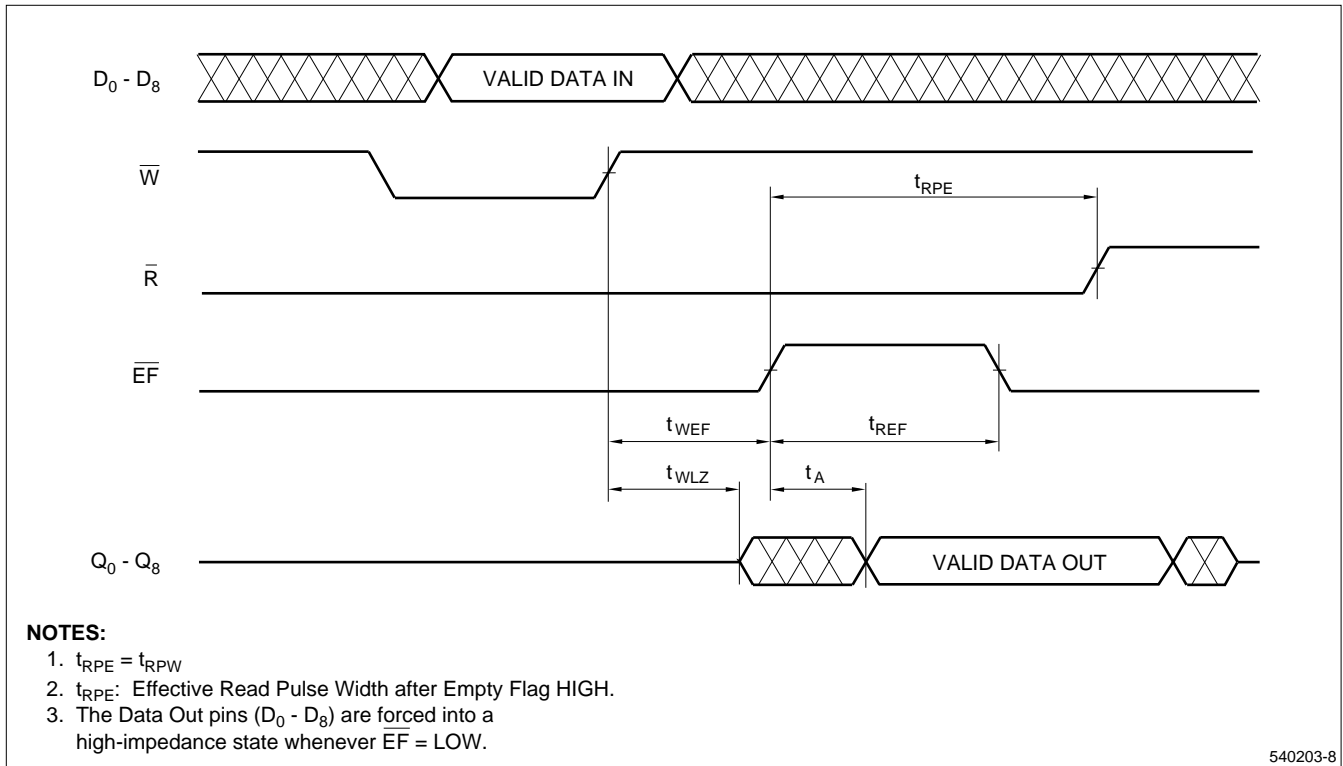 D0 - D8
VALID DATA IN
W
tRPE
R
EF
tWEF
tREF
tWLZ
tA
Q0 - Q8
VALID DATA OUT
NOTES:
1. tRPE = tRPW
2. tRPE: Effective Read Pulse Width after Empty Flag HIGH.
3. The Data Out pins (D0 - D8) are forced into a
high-impedance state whenever EF = LOW.
540203-8